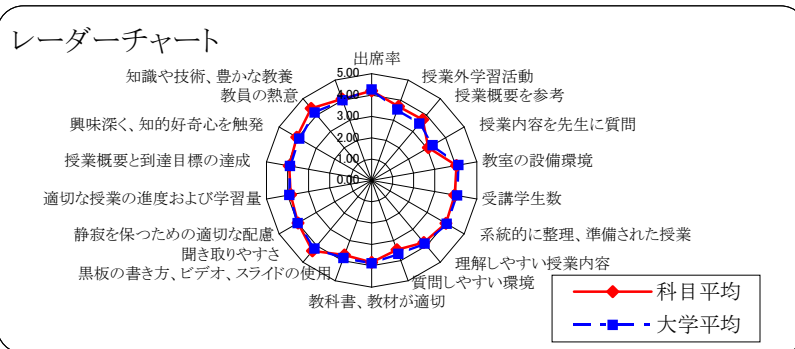 レーダーチャート
出席率
授業外学習活動
授業概要を参考
授業内容を先生に質問
教室の設備環境
受講学生数
系統的に整理、準備された授業
理解しやすい授業内容
質問しやすい環境
教科書、教材が適切
黒板の書き方、ビデオ、スライドの使用
聞き取りやすさ
静寂を保つための適切な配慮
適切な授業の進度および学習量
授業概要と到達目標の達成
興味深く、知的好奇心を触発
教員の熱意
知識や技術、豊かな教養
5.00
4.00
3.00
2.00
1.00
0.00
科目平均
大学平均